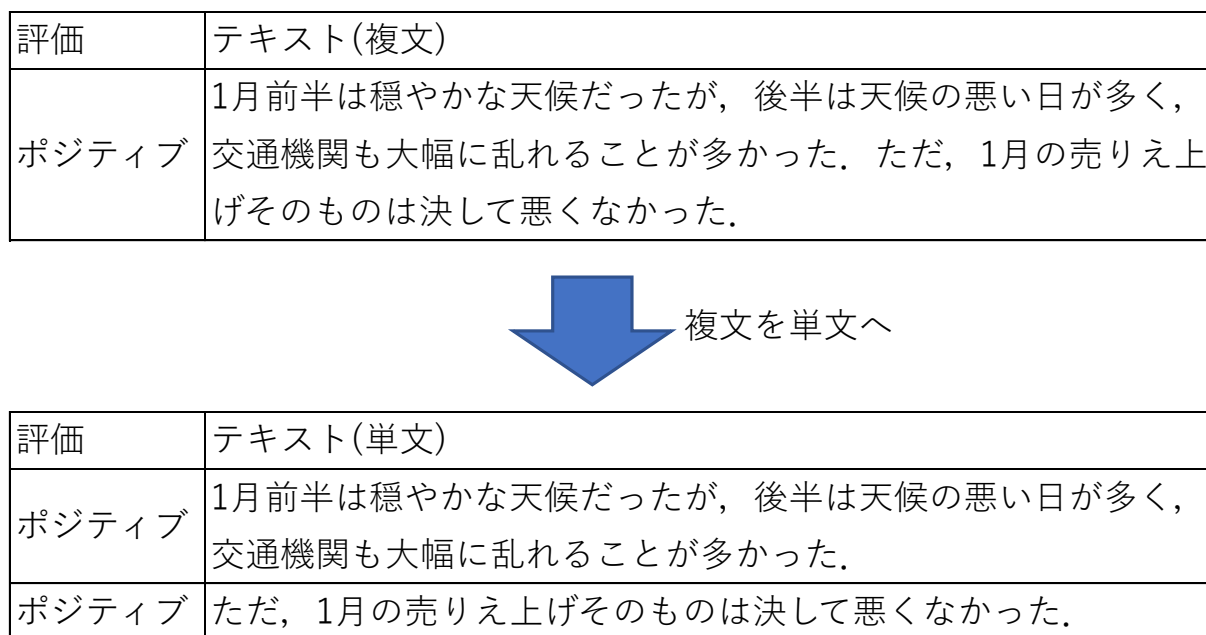 評価 テキスト(複文)
1月前半は穏やかな天候だったが，後半は天候の悪い日が多く，
ポジティブ 交通機関も大幅に乱れることが多かった．ただ，1月の売りえ上
げそのものは決して悪くなかった．
複文を単文へ
評価 テキスト(単文)
ポジティブ 1月前半は穏やかな天候だったが，後半は天候の悪い日が多く，
交通機関も大幅に乱れることが多かった．
ポジティブ ただ，1月の売りえ上げそのものは決して悪くなかった．